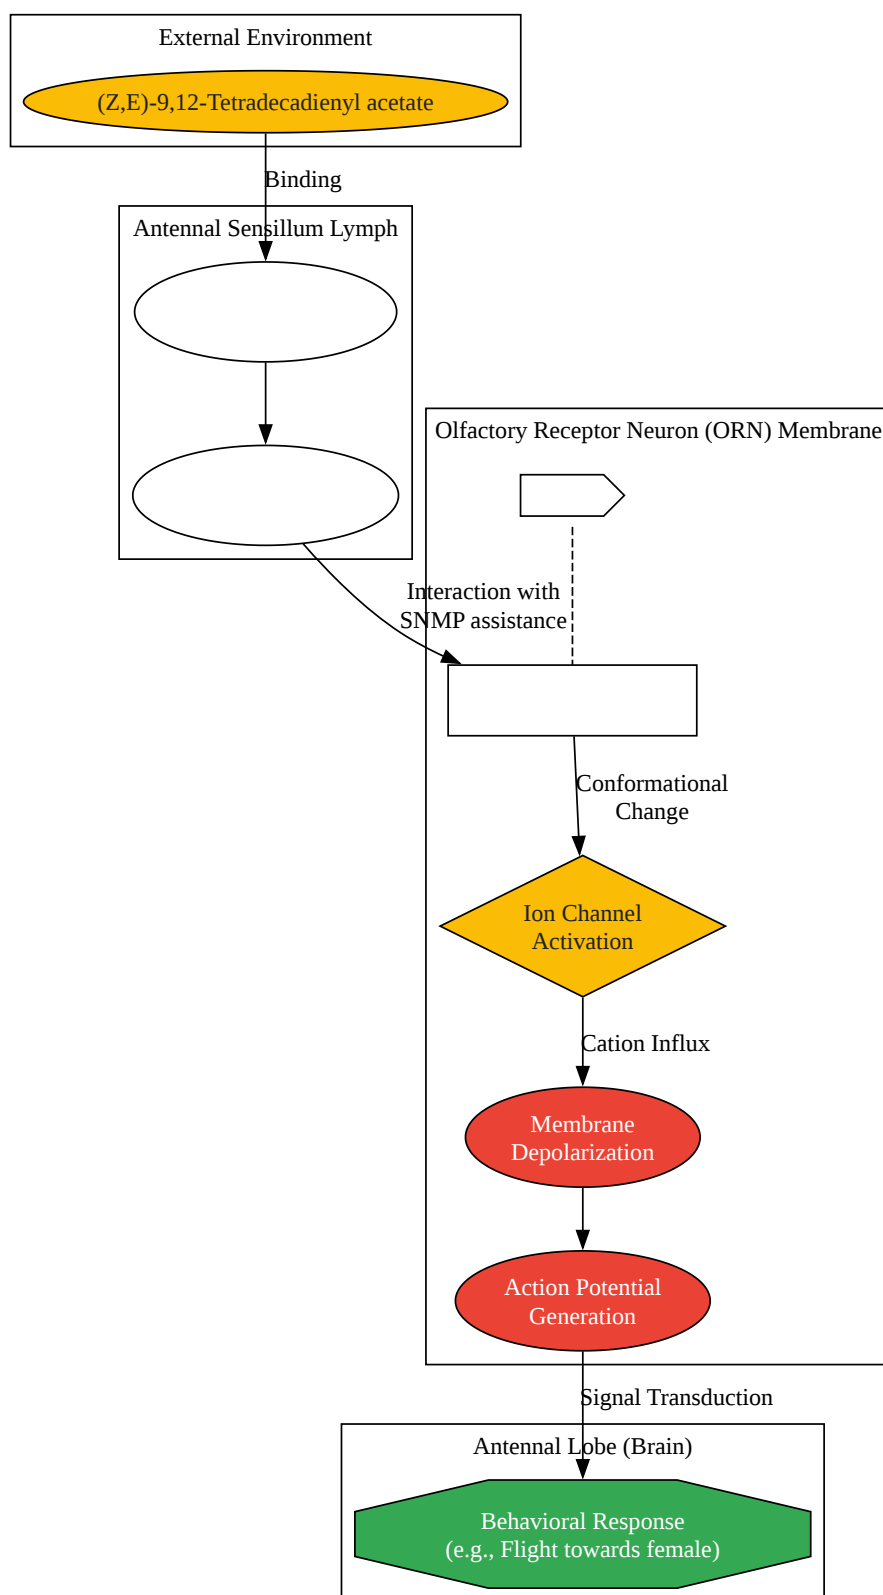 External Environment
(Z,E)-9,12-Tetradecadienyl acetate
Binding
Antennal Sensillum Lymph
Olfactory Receptor Neuron (ORN) Membrane
Interaction with
SNMP assistance
Conformational
Change
Ion Channel
Activation
Cation Influx
Membrane
Depolarization
Action Potential
Generation
Signal Transduction
Antennal Lobe (Brain)
Behavioral Response
(e.g., Flight towards female)